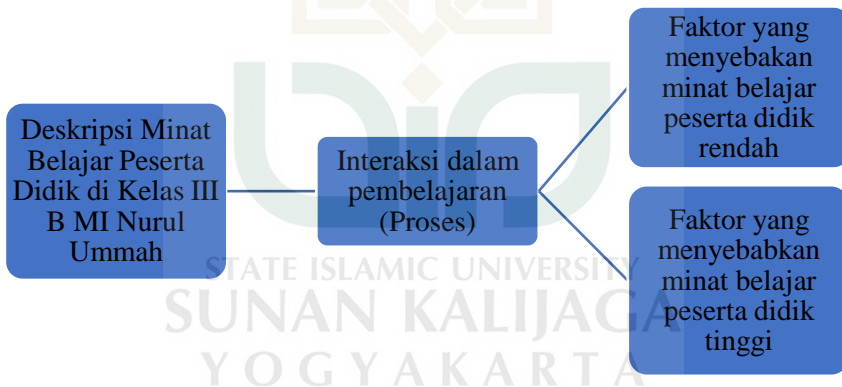 Deskripsi Minat
Belajar Peserta
Didik di Kelas III
B MI Nurul
Ummah
Interaksi dalam
pembelajaran
(Proses)
Faktor yang
menyebakan
minat belajar
peserta didik
rendah
Faktor yang
menyebabkan
minat belajar
peserta didik
tinggi
STATE ISLAMIC UNIVERSITY
SUNAN KALIJAGA
YOGYAKARTA